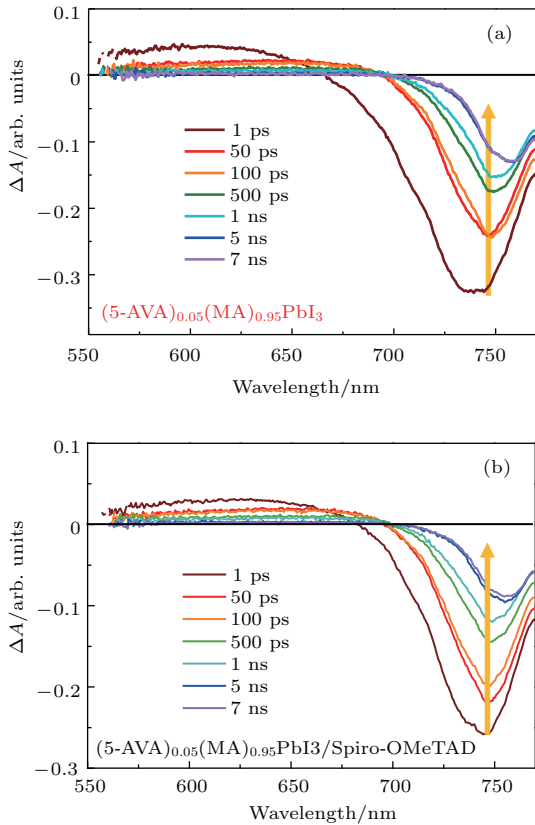 (a)
0.1
0
−0.1
−0.2
−0.3
ΔA/arb. units
1 ps
50 ps
100 ps
500 ps
1 ns
5 ns
7 ns
(5-AVA)0.05(MA)0.95PbI3
550 600 650 700 750
Wavelength/nm
(b)
0.1
0
−0.1
−0.2
−0.3
ΔA/arb. units
1 ps
50 ps
100 ps
500 ps
1 ns
5 ns
7 ns
(5-AVA)0.05(MA)0.95PbI3/Spiro-OMeTAD
550 600 650 700 750
Wavelength/nm